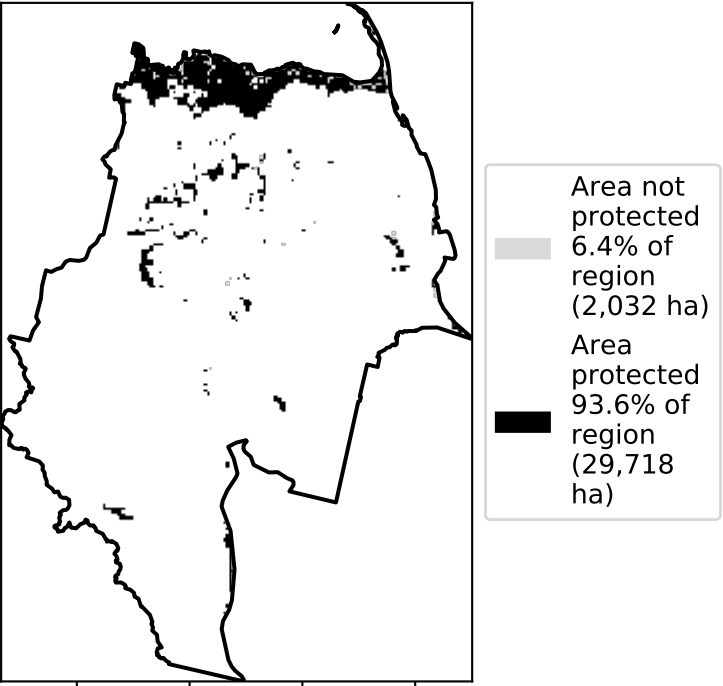 Area not
protected
6.4% of
region
(2,032 ha)
Area
protected
93.6% of
region
(29,718
ha)